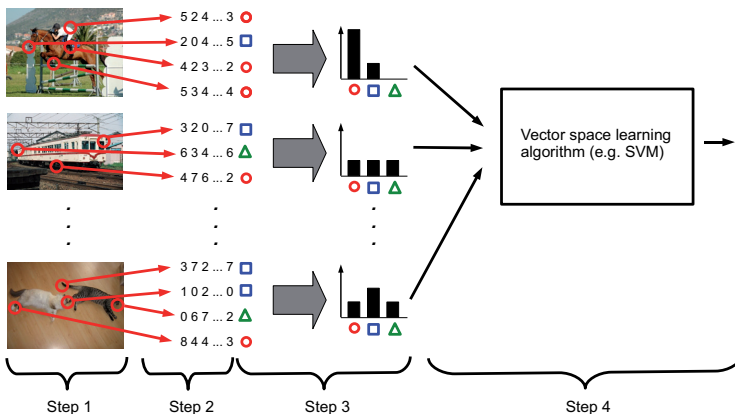 5 2 4 ... 3
2 0 4 ... 5
4 2 3 ... 2
5 3 4 ... 4
3 2 0 ... 7
6 3 4 ... 6
4 7 6 ... 2
Vector space learning
algorithm (e.g. SVM)
3 7 2 ... 7
1 0 2 ... 0
0 6 7 ... 2
8 4 4 ... 3
Step 1 Step 2 Step 3 Step 4